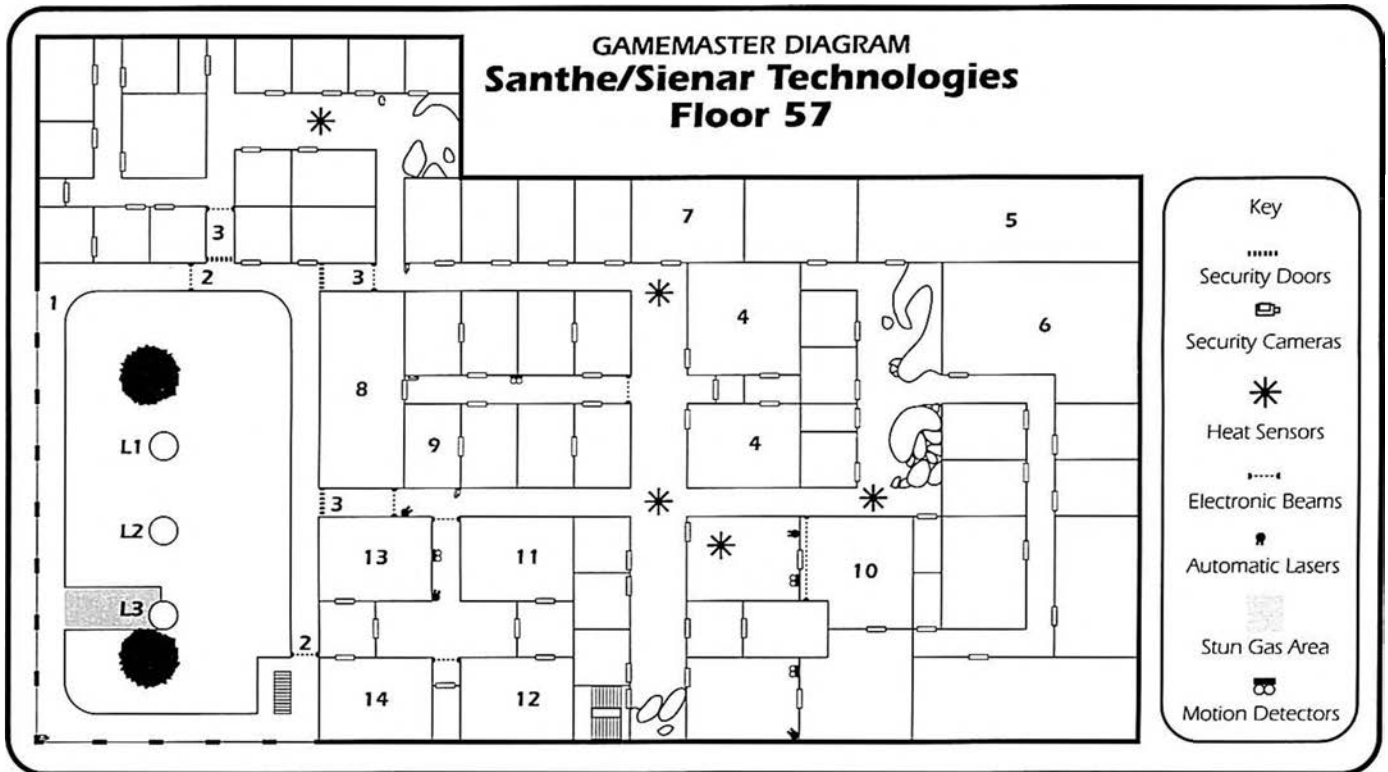 GAMEMASTER DIAGRAM
Santhe/Sienar Technologies
Floor 57
3
2
3
1
7
5
4
6
8
9
4
L1
L2
L3
3
13
11
10
2
14
12
Key
Security Doors
Security Cameras
Heat Sensors
Electronic Beams
Automatic Lasers
Stun Gas Area
Motion Detectors